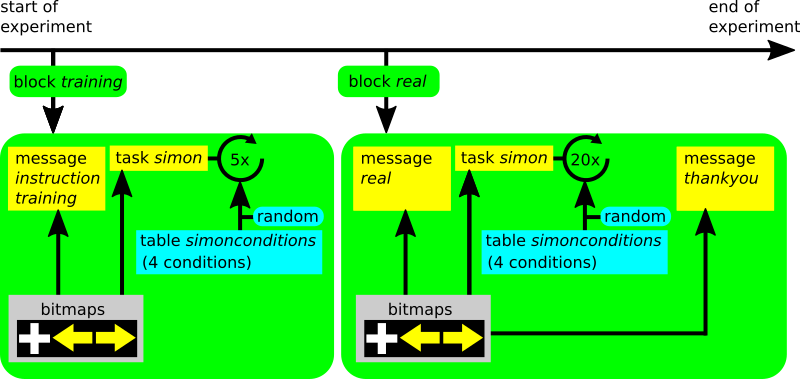 start of
experiment
end of
experiment
block training
block real
message
instruction
training
task simon
5x
random
table simonconditions
(4 conditions)
bitmaps
message
real
task simon
20x
message
thankyou
random
table simonconditions
(4 conditions)
bitmaps